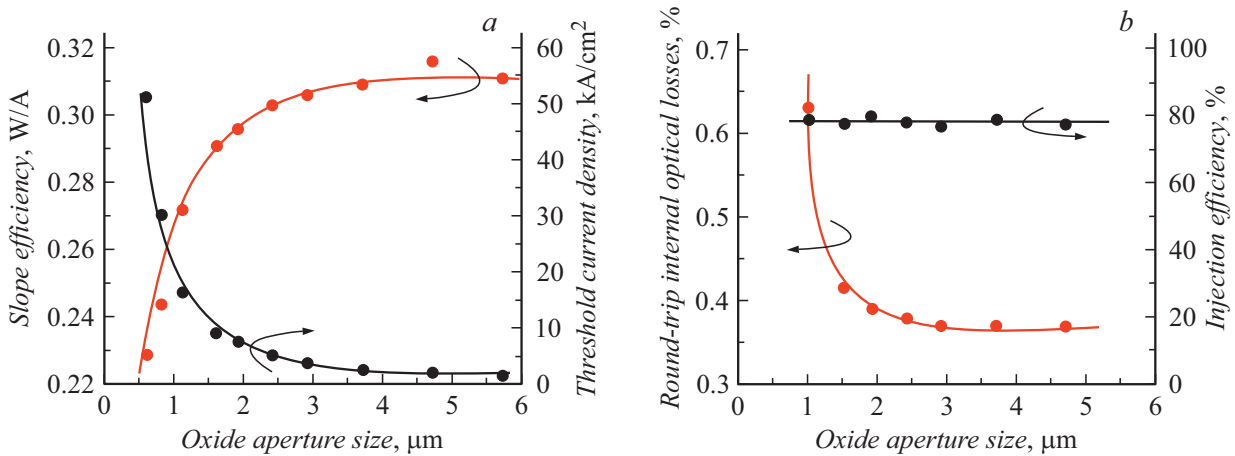 a
Slope efficiency, W/A
0.32
0.30
0.27
0.26
0.24
0.22
60
50
40
30
20
10
0
Threshold current density, kA/cm²
0 1 2 3 4 5 6
Oxide aperture size, μm
b
Round-trip internal optical losses, %
0.7
0.6
0.5
0.4
0.3
100
80
60
40
20
0
Injection efficiency, %
0 1 2 3 4 5 6
Oxide aperture size, μm